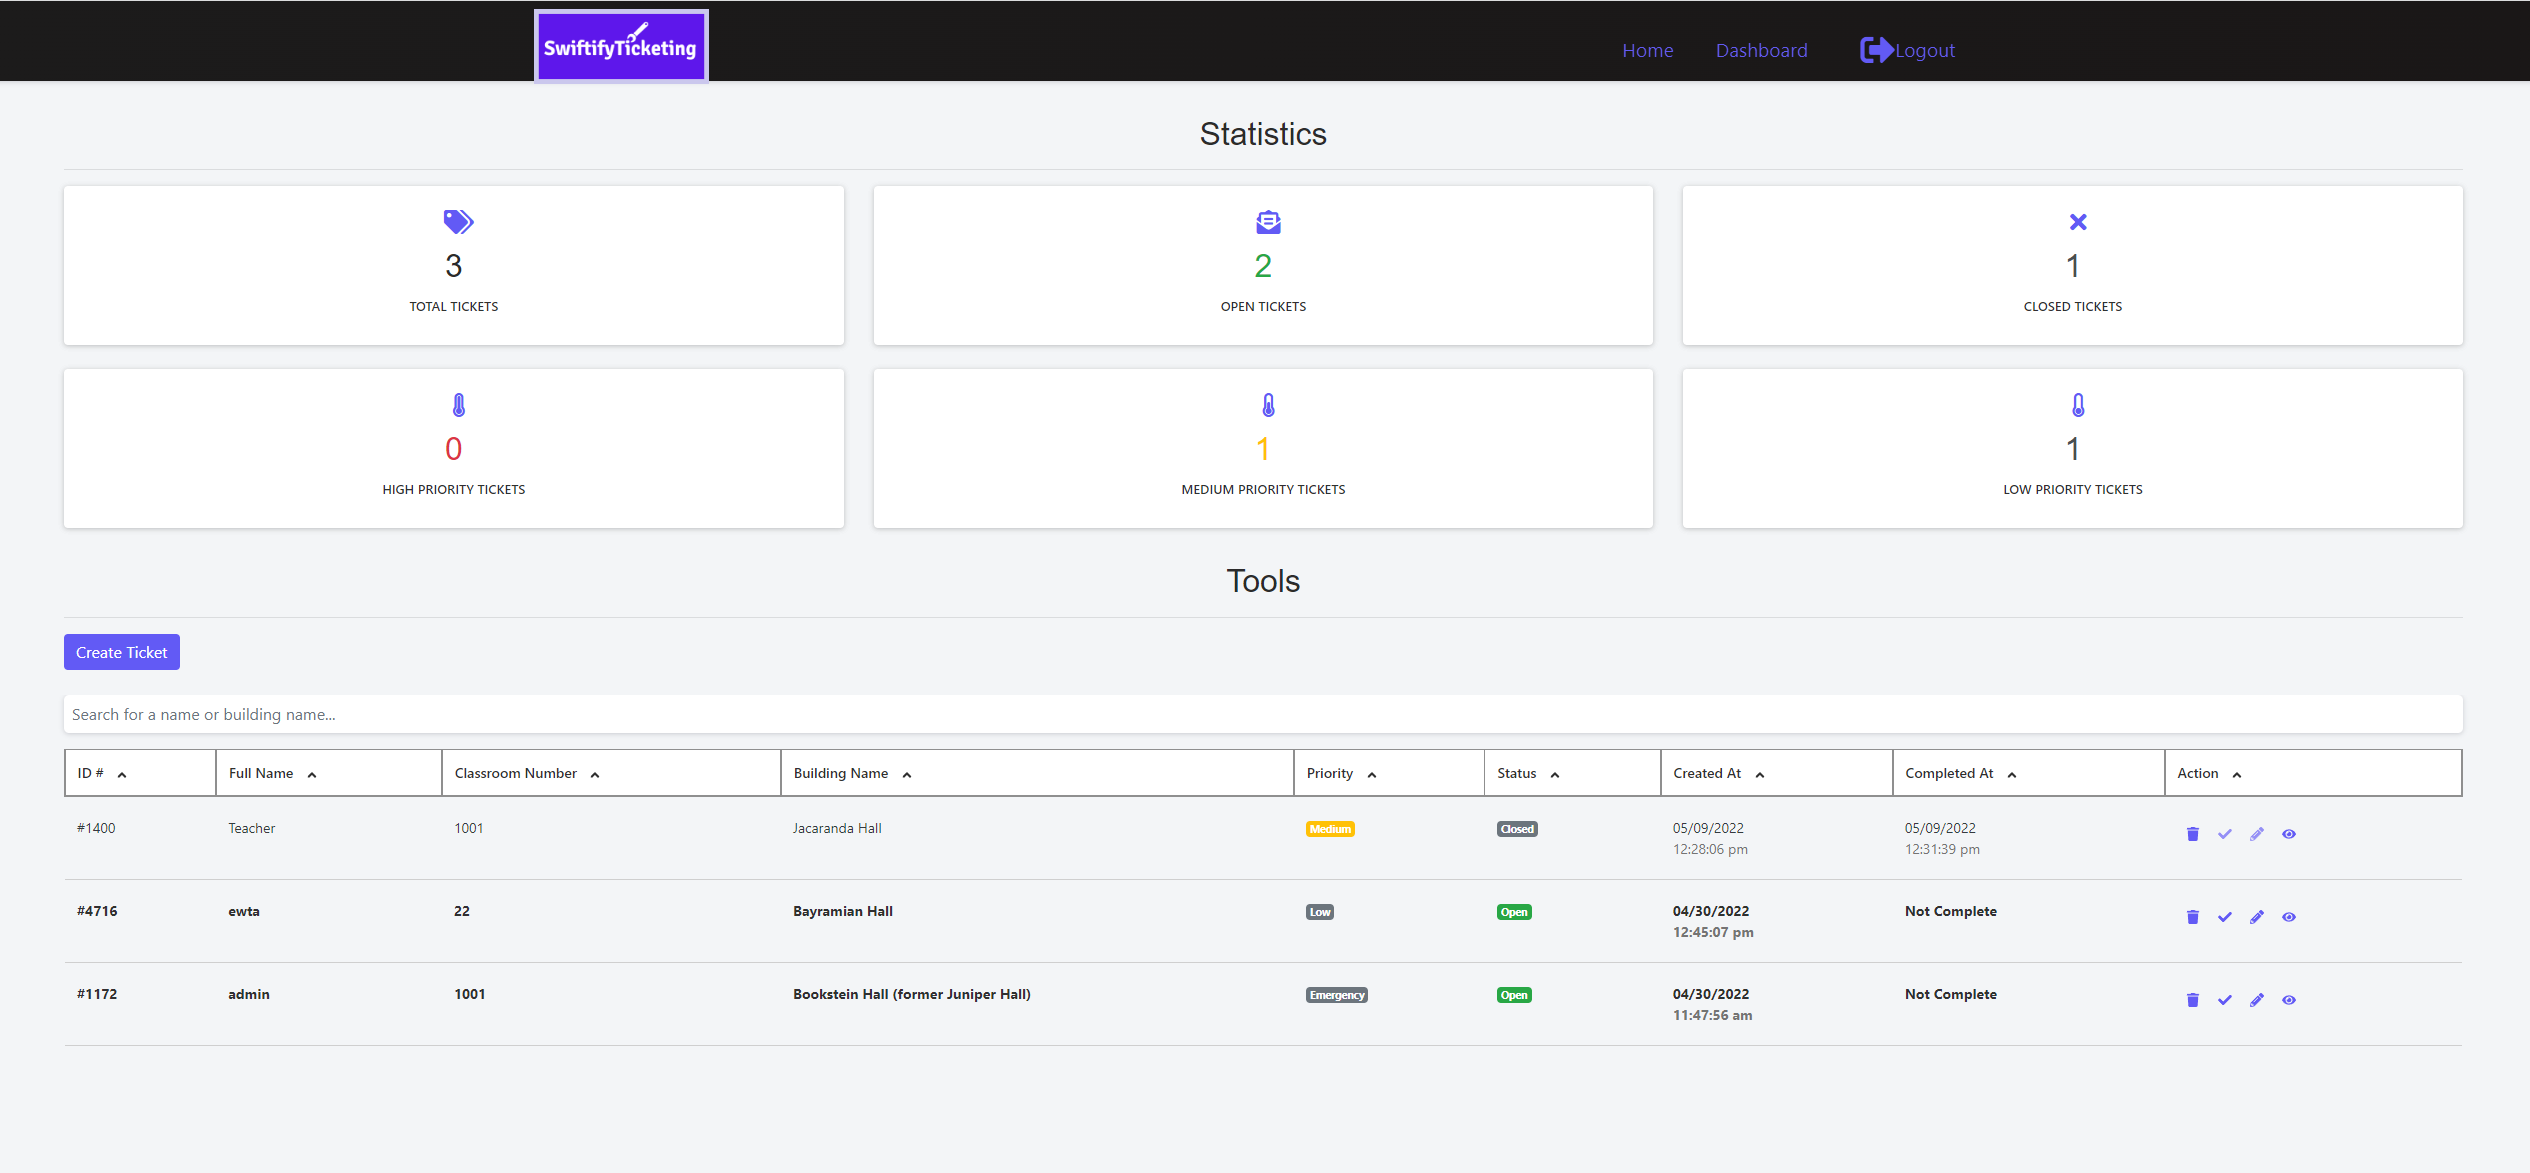 SwiftifyTicketing
Home Dashboard Logout
Statistics
3 2 1
TOTAL TICKETS OPEN TICKETS CLOSED TICKETS
0 1 1
HIGH PRIORITY TICKETS MEDIUM PRIORITY TICKETS LOW PRIORITY TICKETS
Tools
Create Ticket
Search for a name or building name...
ID # Full Name Classroom Number Building Name Priority Status Created At Completed At Action
#1400 Teacher 1001 Jacaranda Hall Medium Closed 05/09/2022 05/09/2022
12:28:06 pm 12:31:39 pm
#4716 ewta 22 Bayramian Hall Low Open 04/30/2022 Not Complete
12:45:07 pm
#1172 admin 1001 Bookstein Hall (former Juniper Hall) Emergency Open 04/30/2022 Not Complete
11:47:56 am